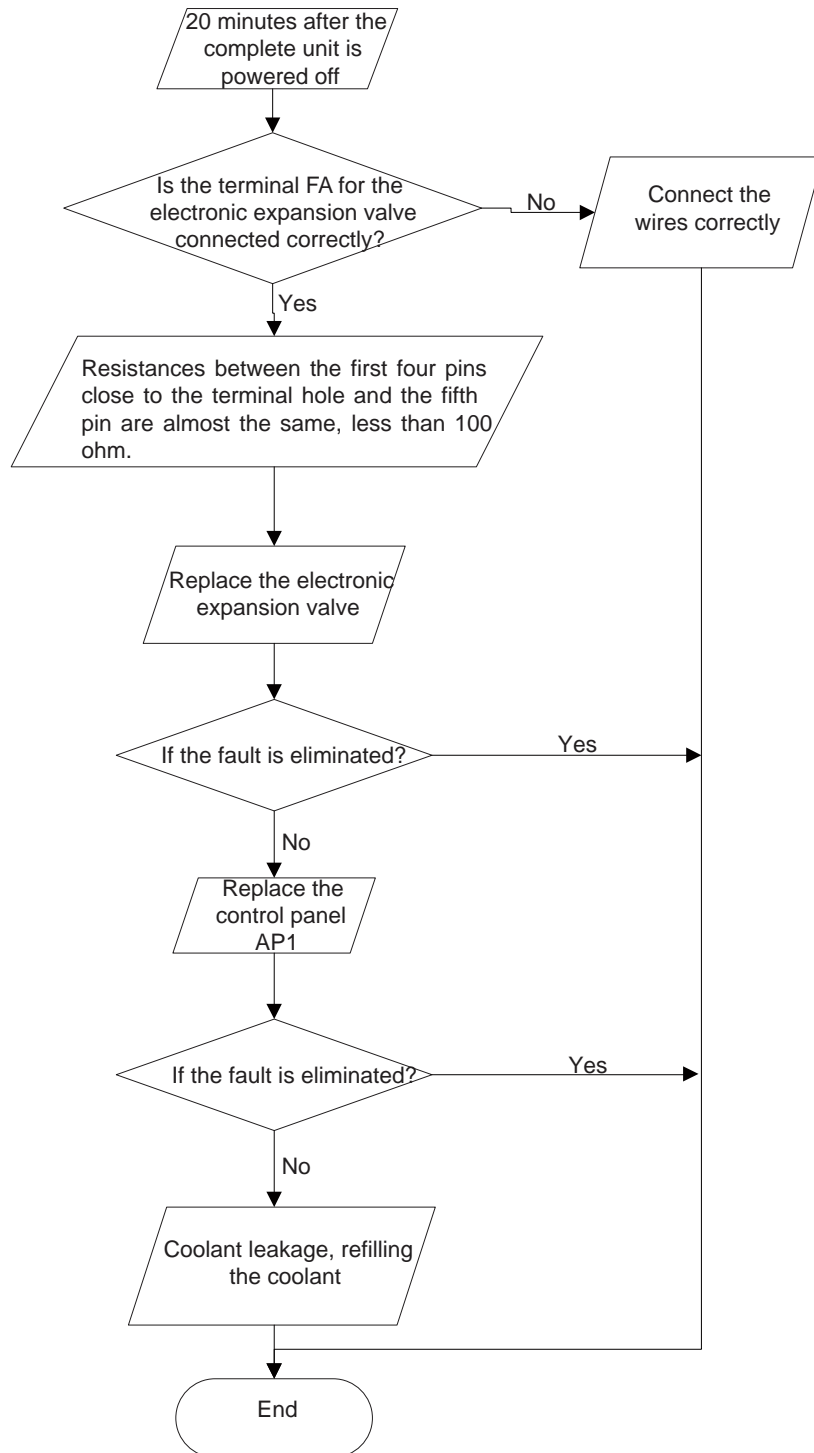 20 minutes after the
complete unit is
powered off
Is the terminal FA for the
electronic expansion valve
connected correctly?
No
Connect the
wires correctly
Yes
Resistances between the first four pins
close to the terminal hole and the fifth
pin are almost the same, less than 100
ohm.
Replace the electronic
expansion valve
If the fault is eliminated?
Yes
No
Replace the
control panel
AP1
If the fault is eliminated?
Yes
No
Coolant leakage, refilling
the coolant
End